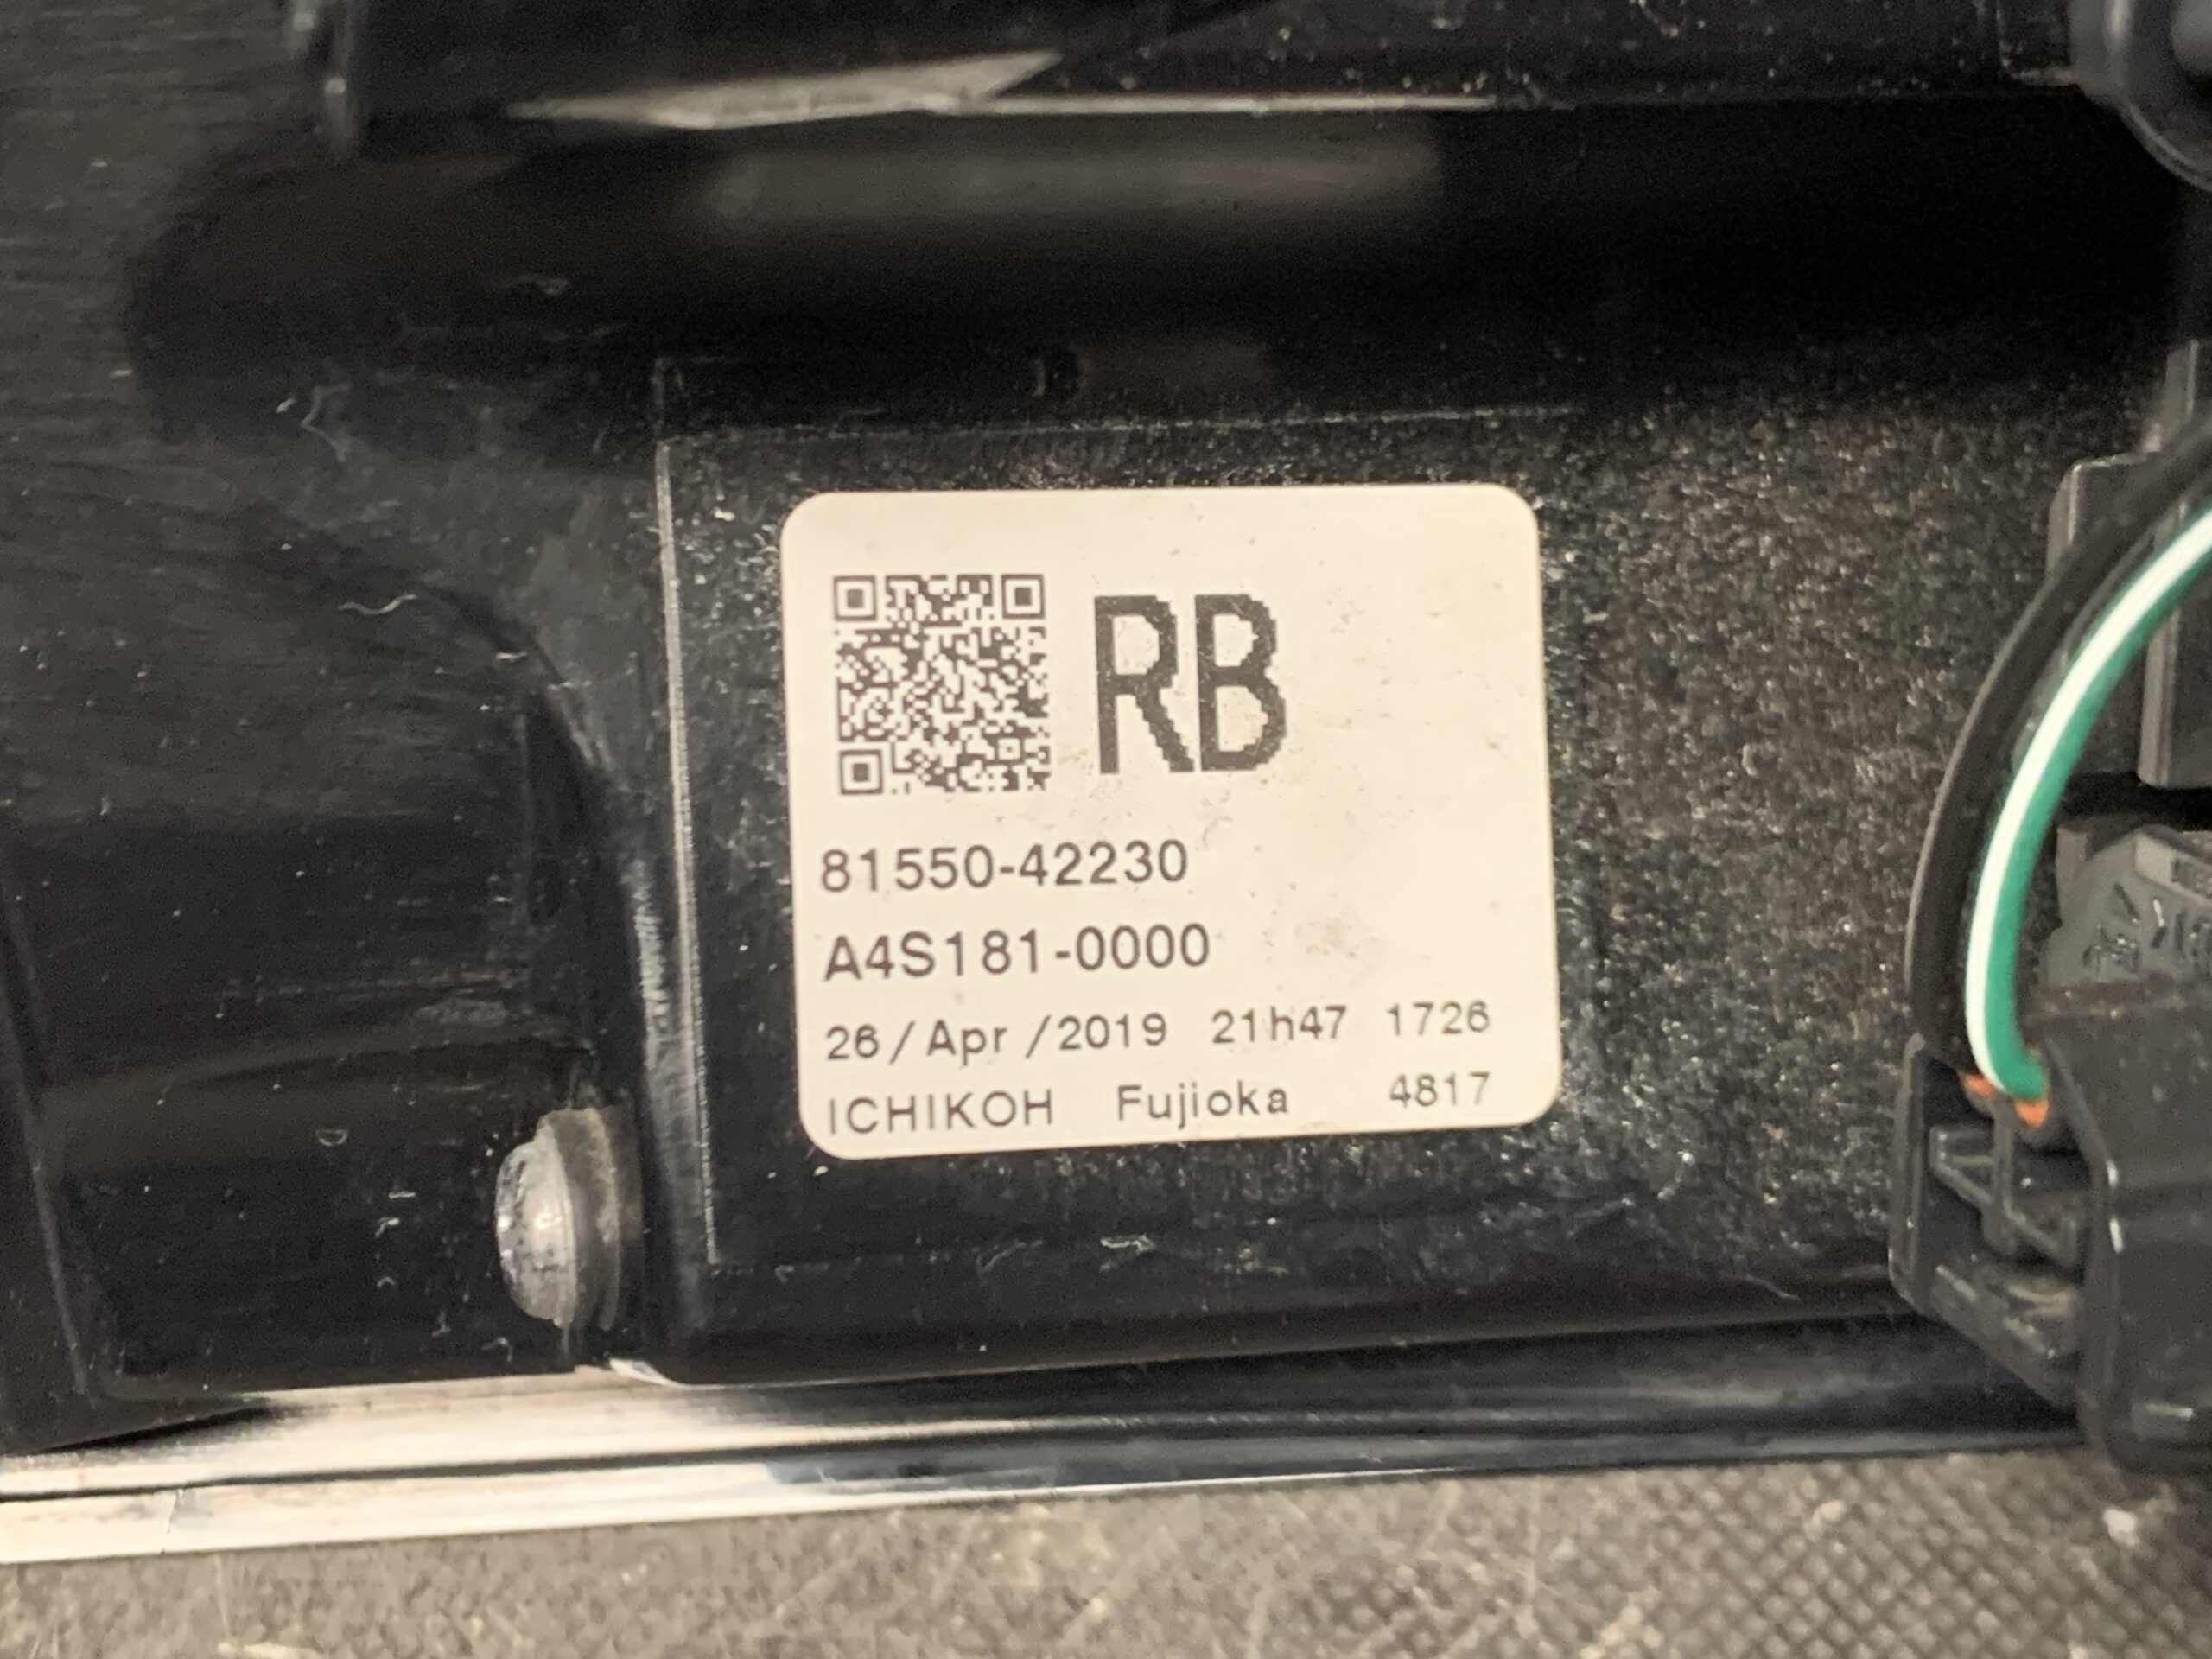 RB
81550-42230
A4S181-0000
26/Apr/2019 21h47 1726
ICHIKOH Fujioka 4817